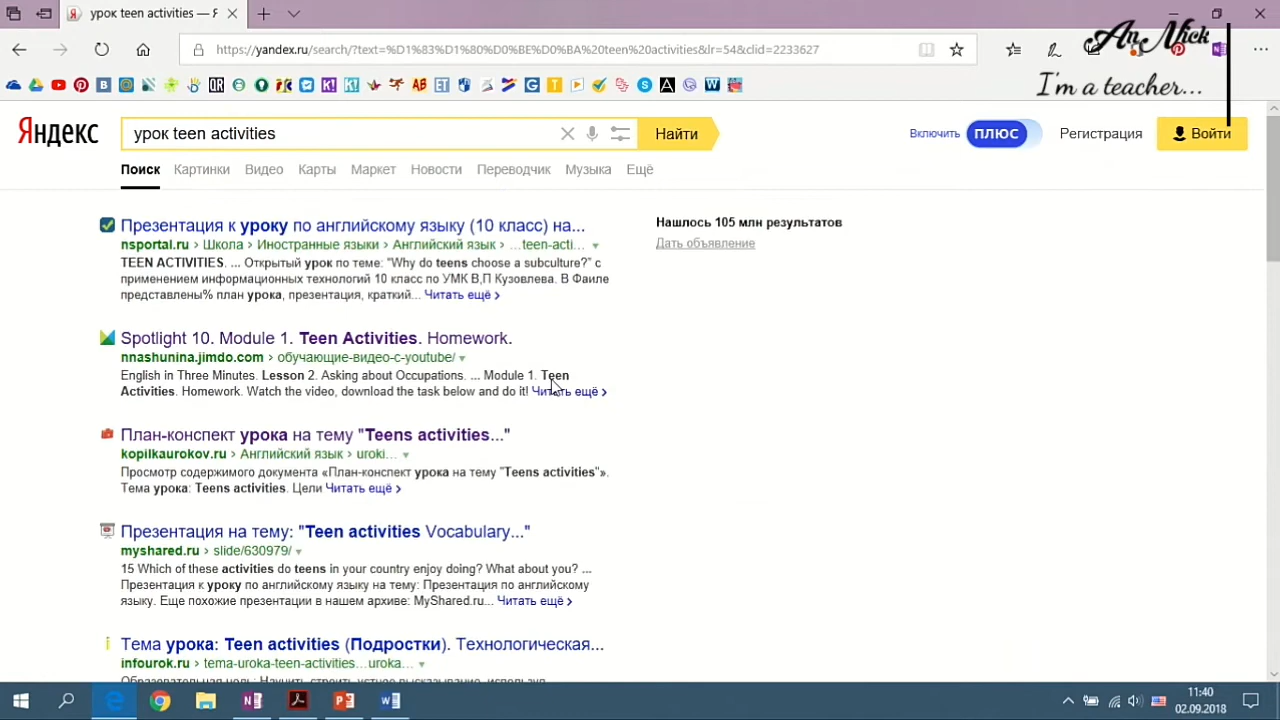 урок teen activities — Я
https://yandex.ru/search/?text=%D1%83%D1%80%D0%BE%D0%BA%20teen%20activities&lr=54&clid=2233627
An Nick
I'm a teacher...
Яндекс
урок teen activities
Найти
Включить ПЛЮС
Регистрация
Войти
Поиск Картинки Видео Карты Маркет Новости Переводчик Музыка Ещё
Презентация к уроку по английскому языку (10 класс) на...
nsportal.ru › Школа › Иностранные языки › Английский язык › ...teen-acti...
TEEN ACTIVITIES. ... Открытый урок по теме: "Why do teens choose a subculture?" с
применением информационных технологий 10 класс по УМК В,П Кузовлева. В Фаиле
представлены% план урока, презентация, краткий... Читать ещё ›
Нашлось 105 млн результатов
Дать объявление
Spotlight 10. Module 1. Teen Activities. Homework.
nnashunina.jimdo.com › обучающие-видео-с-youtube/
English in Three Minutes. Lesson 2. Asking about Occupations. ... Module 1. Teen
Activities. Homework. Watch the video, download the task below and do it! Читать ещё ›
План-конспект урока на тему "Teens activities..."
kopilkaurokov.ru › Английский язык › uroki...
Просмотр содержимого документа «План-конспект урока на тему "Teens activities"».
Тема урока: Teens activities. Цели Читать ещё ›
Презентация на тему: "Teen activities Vocabulary..."
myshared.ru › slide/630979/
15 Which of these activities do teens in your country enjoy doing? What about you? ...
Презентация к уроку по английскому языку на тему: Презентация по английскому
языку. Еще похожие презентации в нашем архиве: MyShared.ru... Читать ещё ›
Тема урока: Teen activities (Подростки). Технологическая...
infourok.ru › tema-uroka-teen-activities...uroka...
Образовательная цель: Научить строить устное высказывание, используя
11:40
02.09.2018